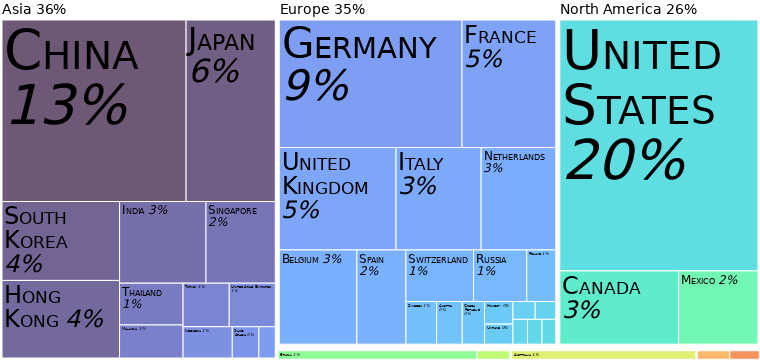 Asia 36%
Europe 35%
North America 26%
CHINA
13%
JAPAN
6%
SOUTH
KOREA
4%
INDIA 3%
SINGAPORE
2%
HONG
KONG 4%
THAILAND
1%
GERMANY
9%
FRANCE
5%
UNITED
KINGDOM
5%
ITALY
3%
NETHERLANDS
3%
BELGIUM 3%
SPAIN
2%
SWITZERLAND
1%
RUSSIA
1%
UNITED
STATES
20%
CANADA
3%
MEXICO 2%